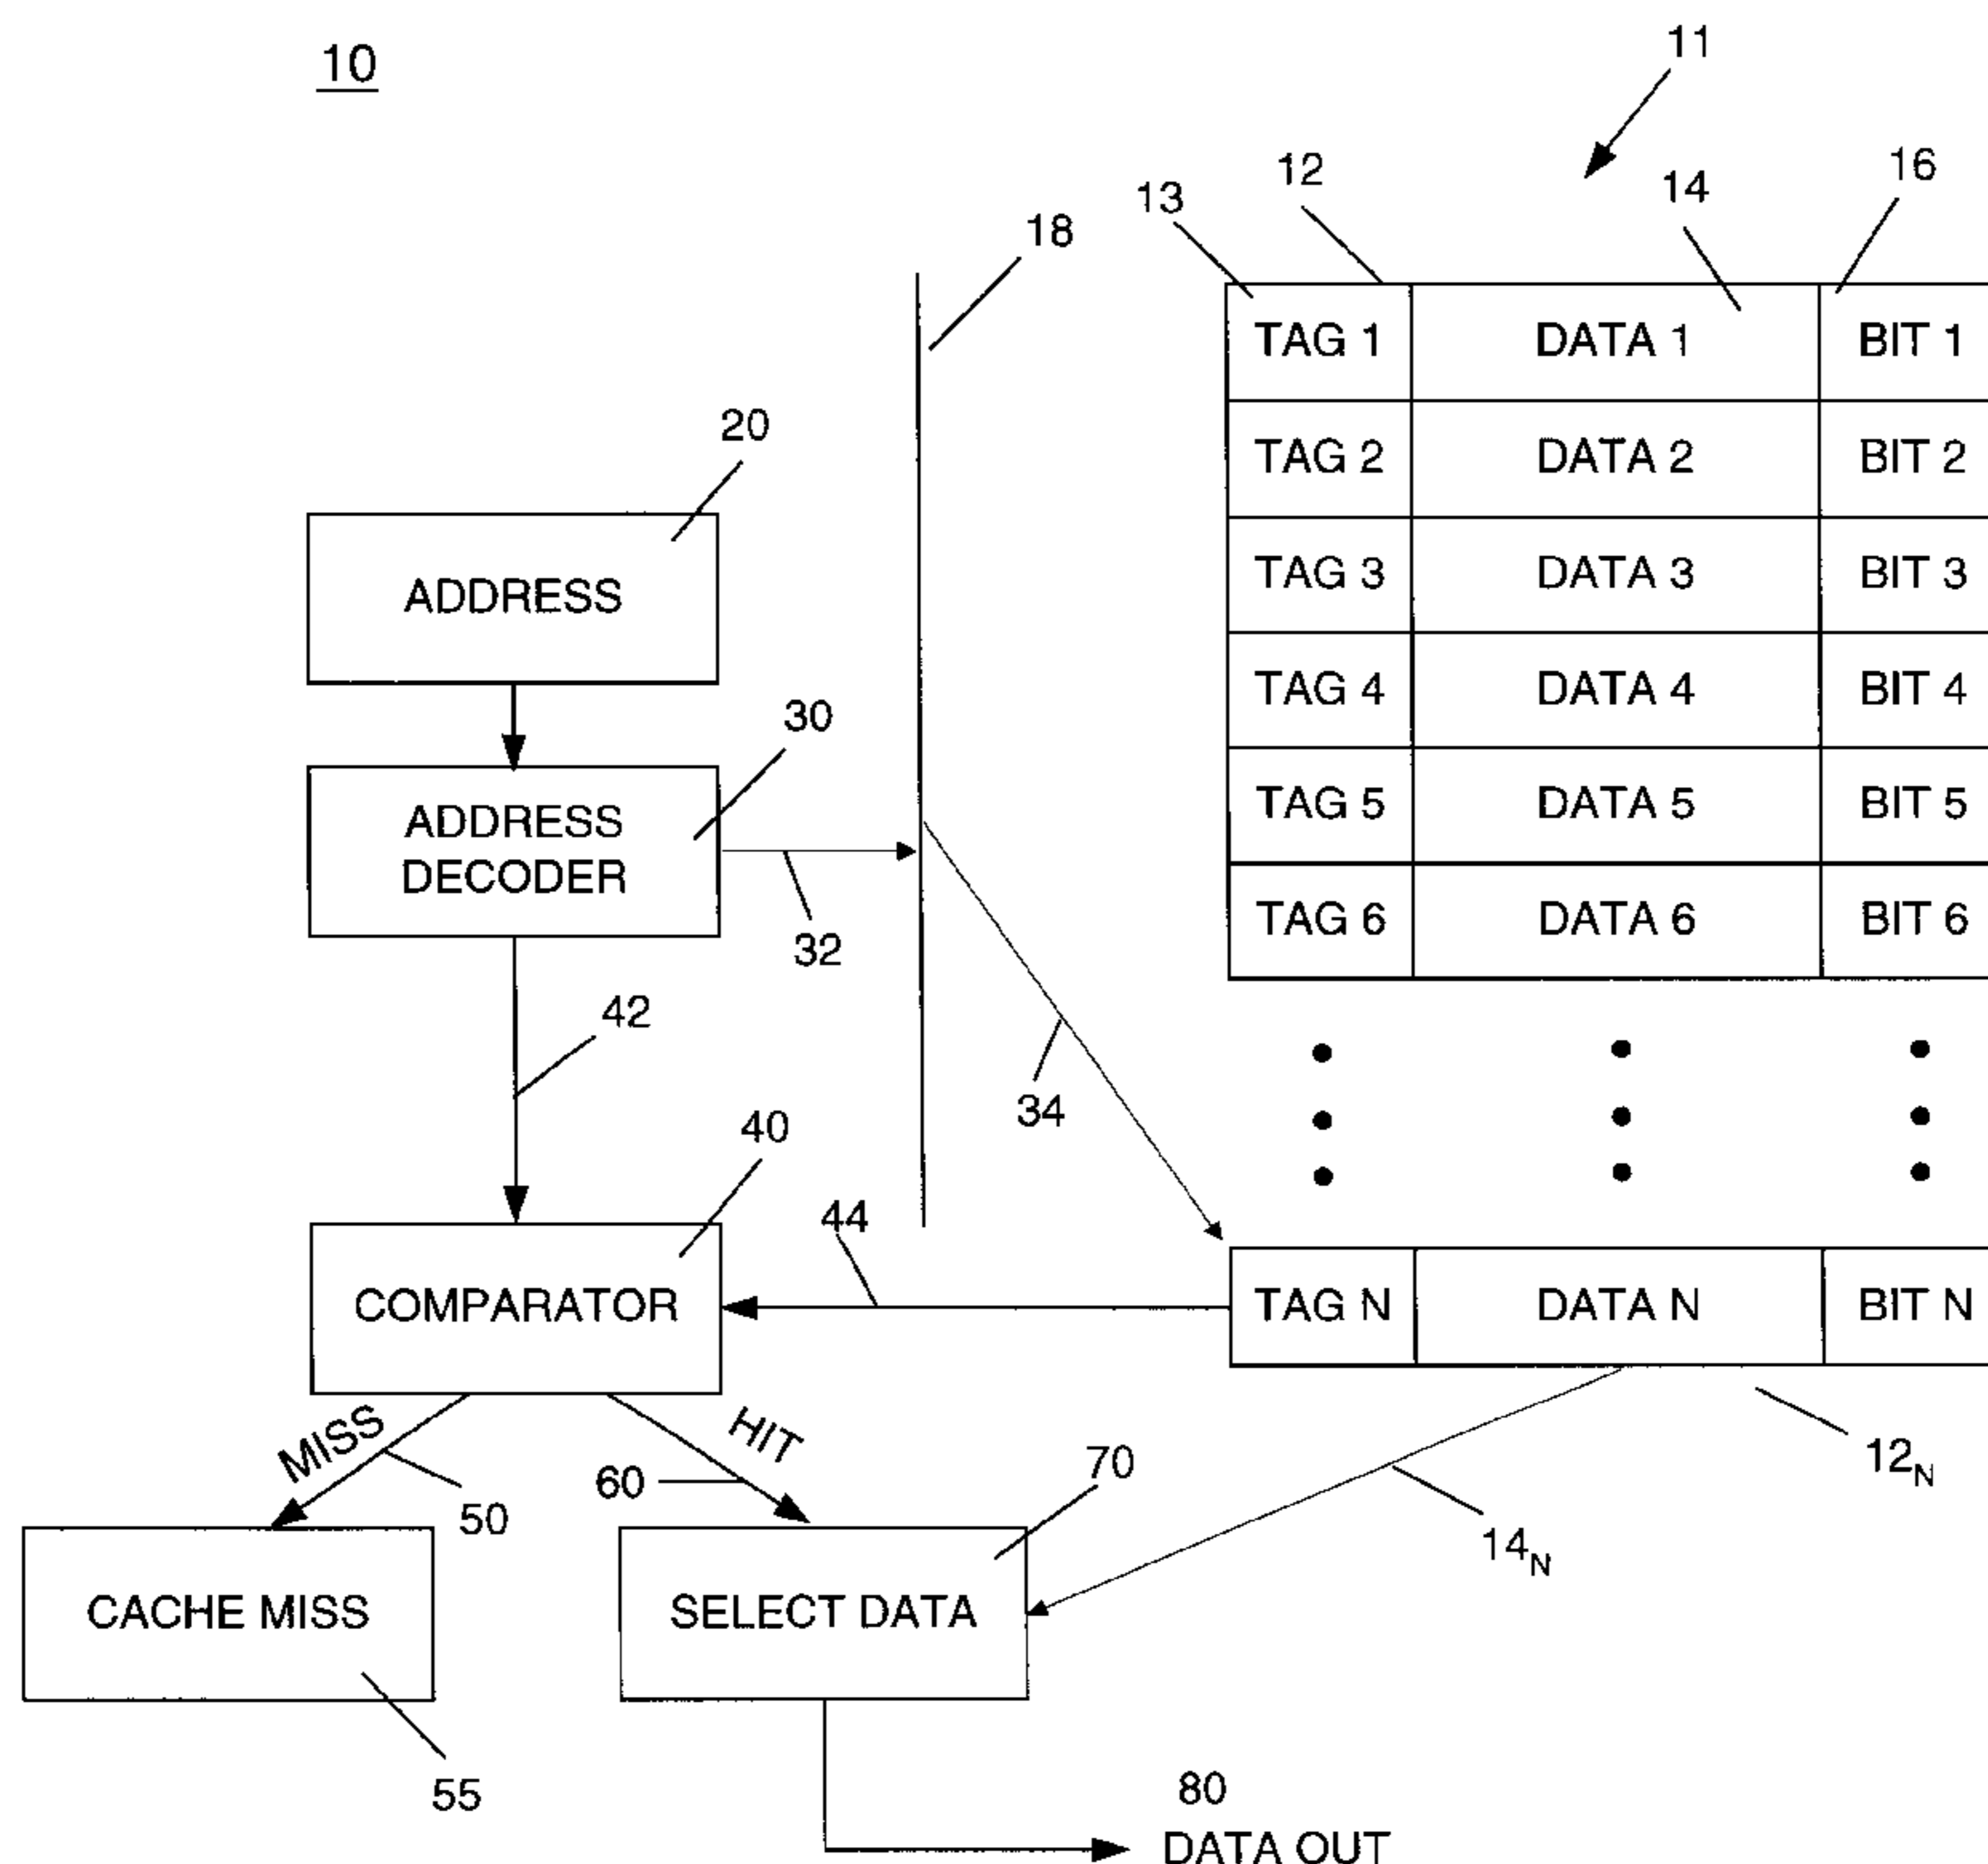 10
11
12
16
13
14
18
TAG 1 DATA 1 BIT 1
20
TAG 2 DATA 2 BIT 2
ADDRESS
TAG 3 DATA 3 BIT 3
TAG 4 DATA 4 BIT 4
30
ADDRESS
DECODER
TAG 5 DATA 5 BIT 5
32
TAG 6 DATA 6 BIT 6
42
34
40
44
COMPARATOR
TAG N DATA N BIT N
MISS
HIT
60
50
70
12N
14N
CACHE MISS
SELECT DATA
55
80
DATA OUT